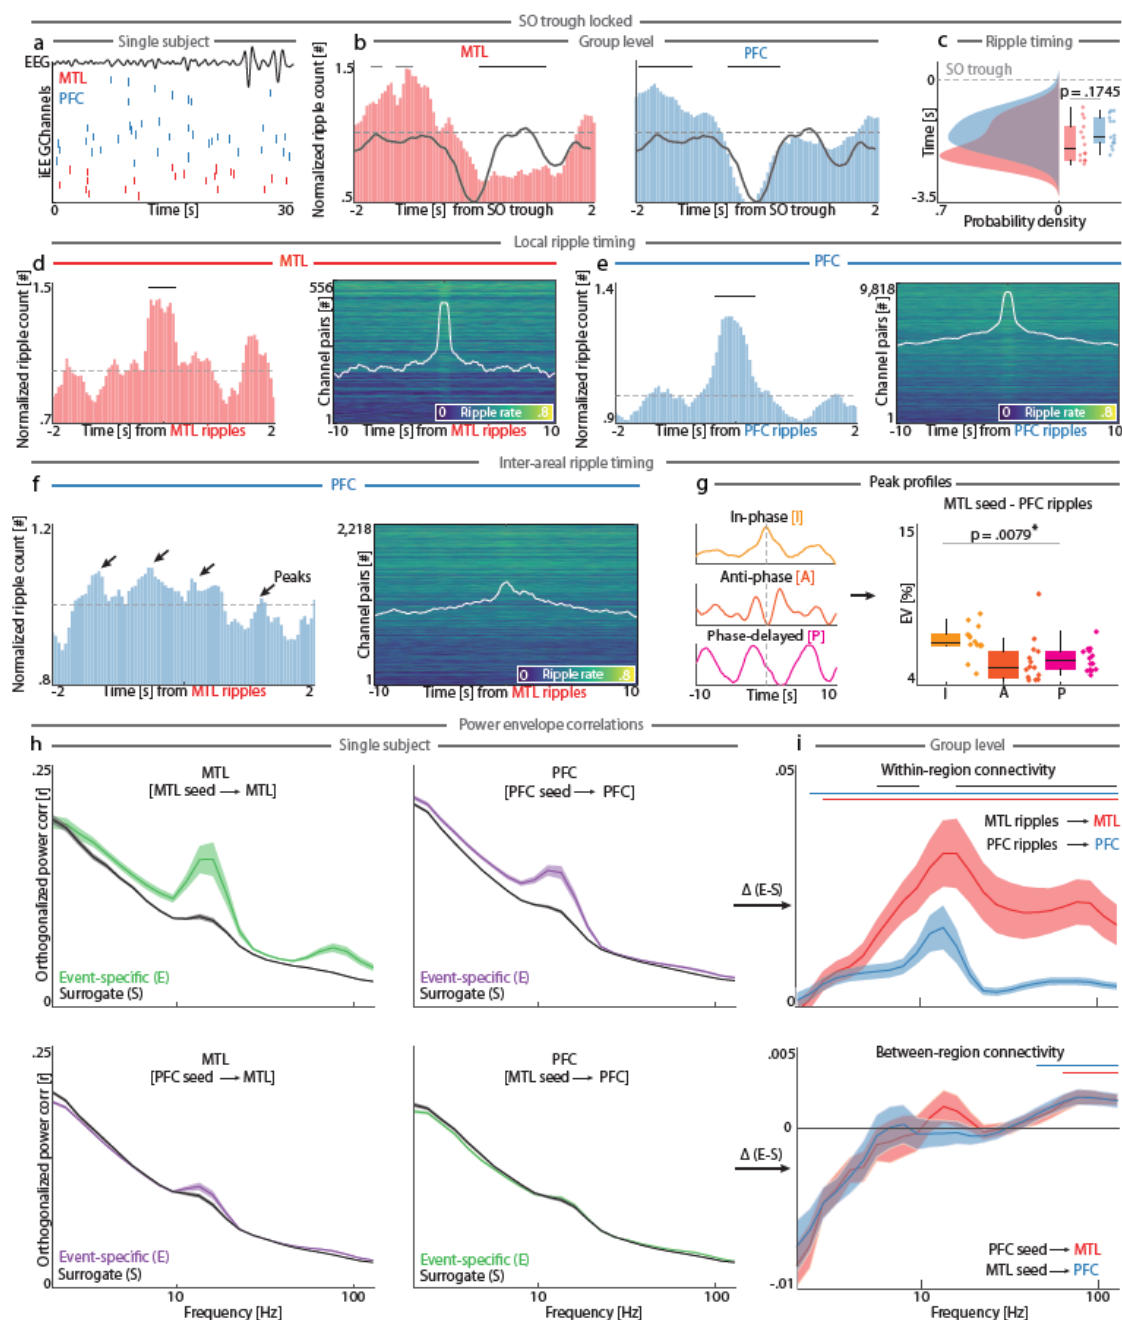 SO trough locked
a Single subject
EEG
MTL
PFC
iEEGChannels
0 Time [s] 30
b Group level
MTL PFC
Normalized ripple count [#]
1.5
.5
-2 Time [s] from SO trough 2
-2 Time [s] from SO trough 2
c Ripple timing
0 SO trough
p = .1745
Time [s]
-3.5
.7 0
Probability density
Local ripple timing
d MTL
Normalized ripple count [#]
1.5
.7
-2 Time [s] from MTL ripples 2
556
Channel pairs [#]
1
0 Ripple rate .8
-10 Time [s] from MTL ripples 10
e PFC
Normalized ripple count [#]
1.4
.9
-2 Time [s] from PFC ripples 2
9,818
Channel pairs [#]
1
0 Ripple rate .8
-10 Time [s] from PFC ripples 10
Inter-areal ripple timing
f PFC
Normalized ripple count [#]
1.2
Peaks
.8
-2 Time [s] from MTL ripples 2
2,218
Channel pairs [#]
1
0 Ripple rate .8
-10 Time [s] from MTL ripples 10
g Peak profiles
In-phase [I]
Anti-phase [A]
Phase-delayed [P]
-10 Time [s] 10
MTL seed - PFC ripples
15
p = .0079*
EV [%]
4
I A P
Power envelope correlations
h Single subject
Orthogonalized power corr [r]
.25
MTL
[MTL seed → MTL]
Event-specific (E)
Surrogate (S)
0
10 100
PFC
[PFC seed → PFC]
Event-specific (E)
Surrogate (S)
10 100
Δ (E-S)
i Group level
.05
Within-region connectivity
MTL ripples → MTL
PFC ripples → PFC
0
10 100
Orthogonalized power corr [r]
.25
MTL
[PFC seed → MTL]
Event-specific (E)
Surrogate (S)
0
10 100
Frequency [Hz]
PFC
[MTL seed → PFC]
Event-specific (E)
Surrogate (S)
10 100
Frequency [Hz]
Δ (E-S)
.005
Between-region connectivity
0
PFC seed → MTL
MTL seed → PFC
-.01
10 100
Frequency [Hz]